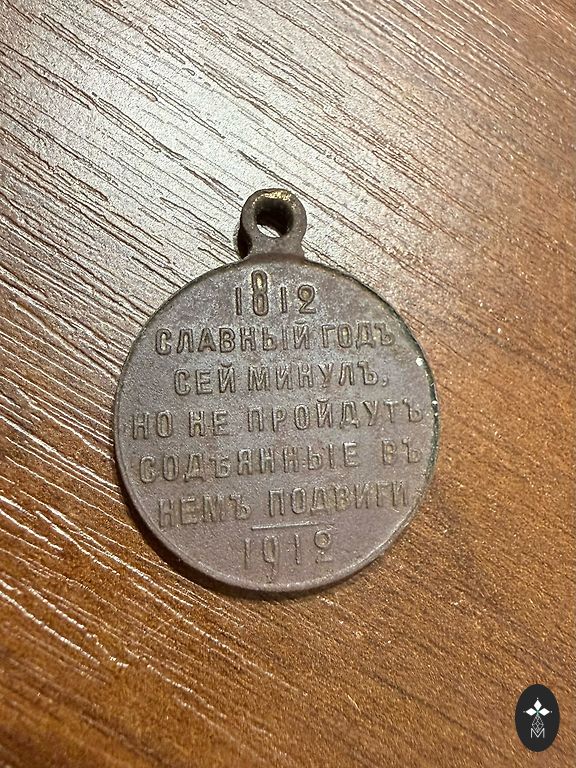 1812
СЛАВНЫЙ ГОДЪ
СЕЙ МИНУЛЪ,
НО НЕ ПРОЙДУТЪ
СОДѢЯННЫЕ ВЪ
НЕМЪ ПОДВИГИ
1912